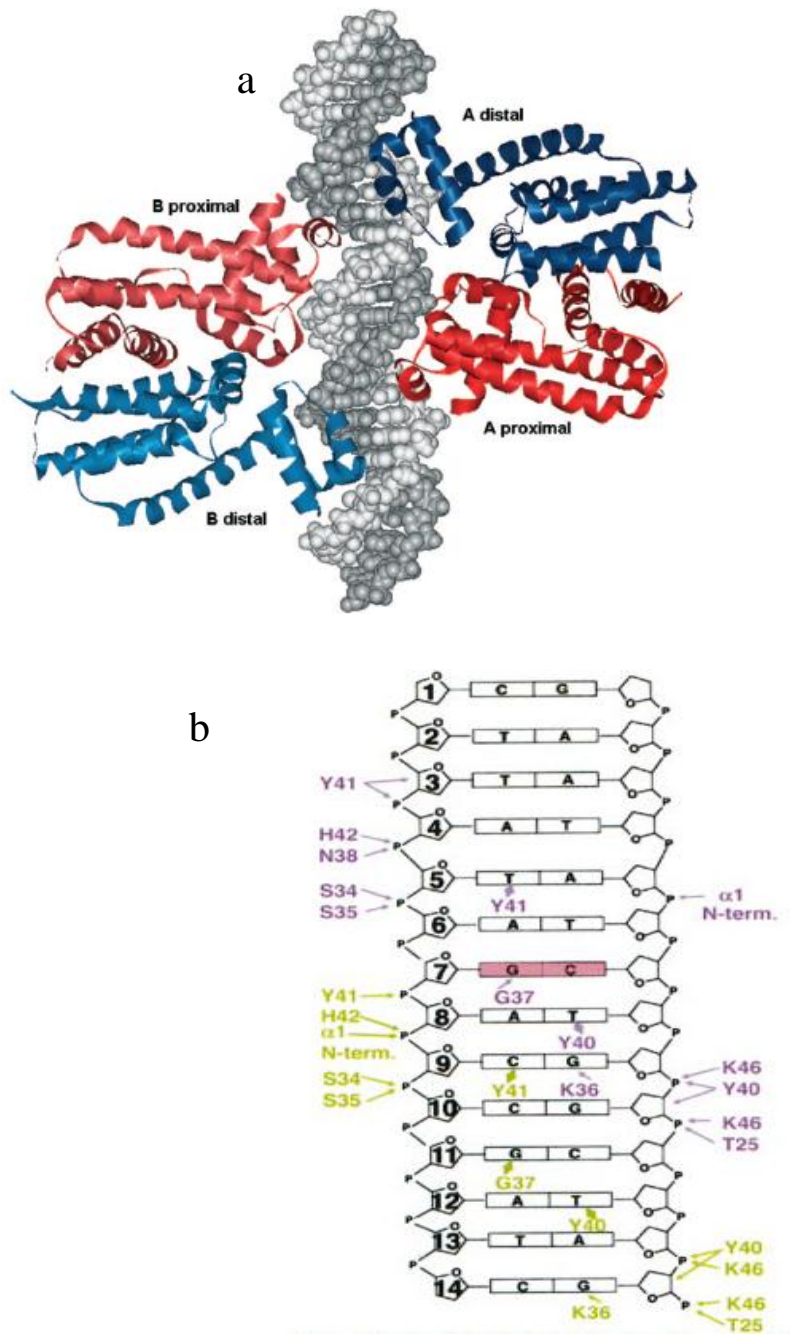 a
A distal
B proximal
A proximal
B distal
b
1 C G
P P
2 T A
P P
Y41 3 T A
P P
4 A T
H42
N38 P P
5 T A
S34 P P α1
S35 Y41 N-term.
6 A T
P P
7 G C
Y41 P G37 P
8 A T
H42
α1 P Y40 P
N-term.
9 C G K46
S34 P Y41 K36 P Y40
S35
10 C G K46
P P T25
11 G C
P G37 P
12 A T
P Y40 P
13 T A Y40
P P K46
14 C G K46
K36 P T25